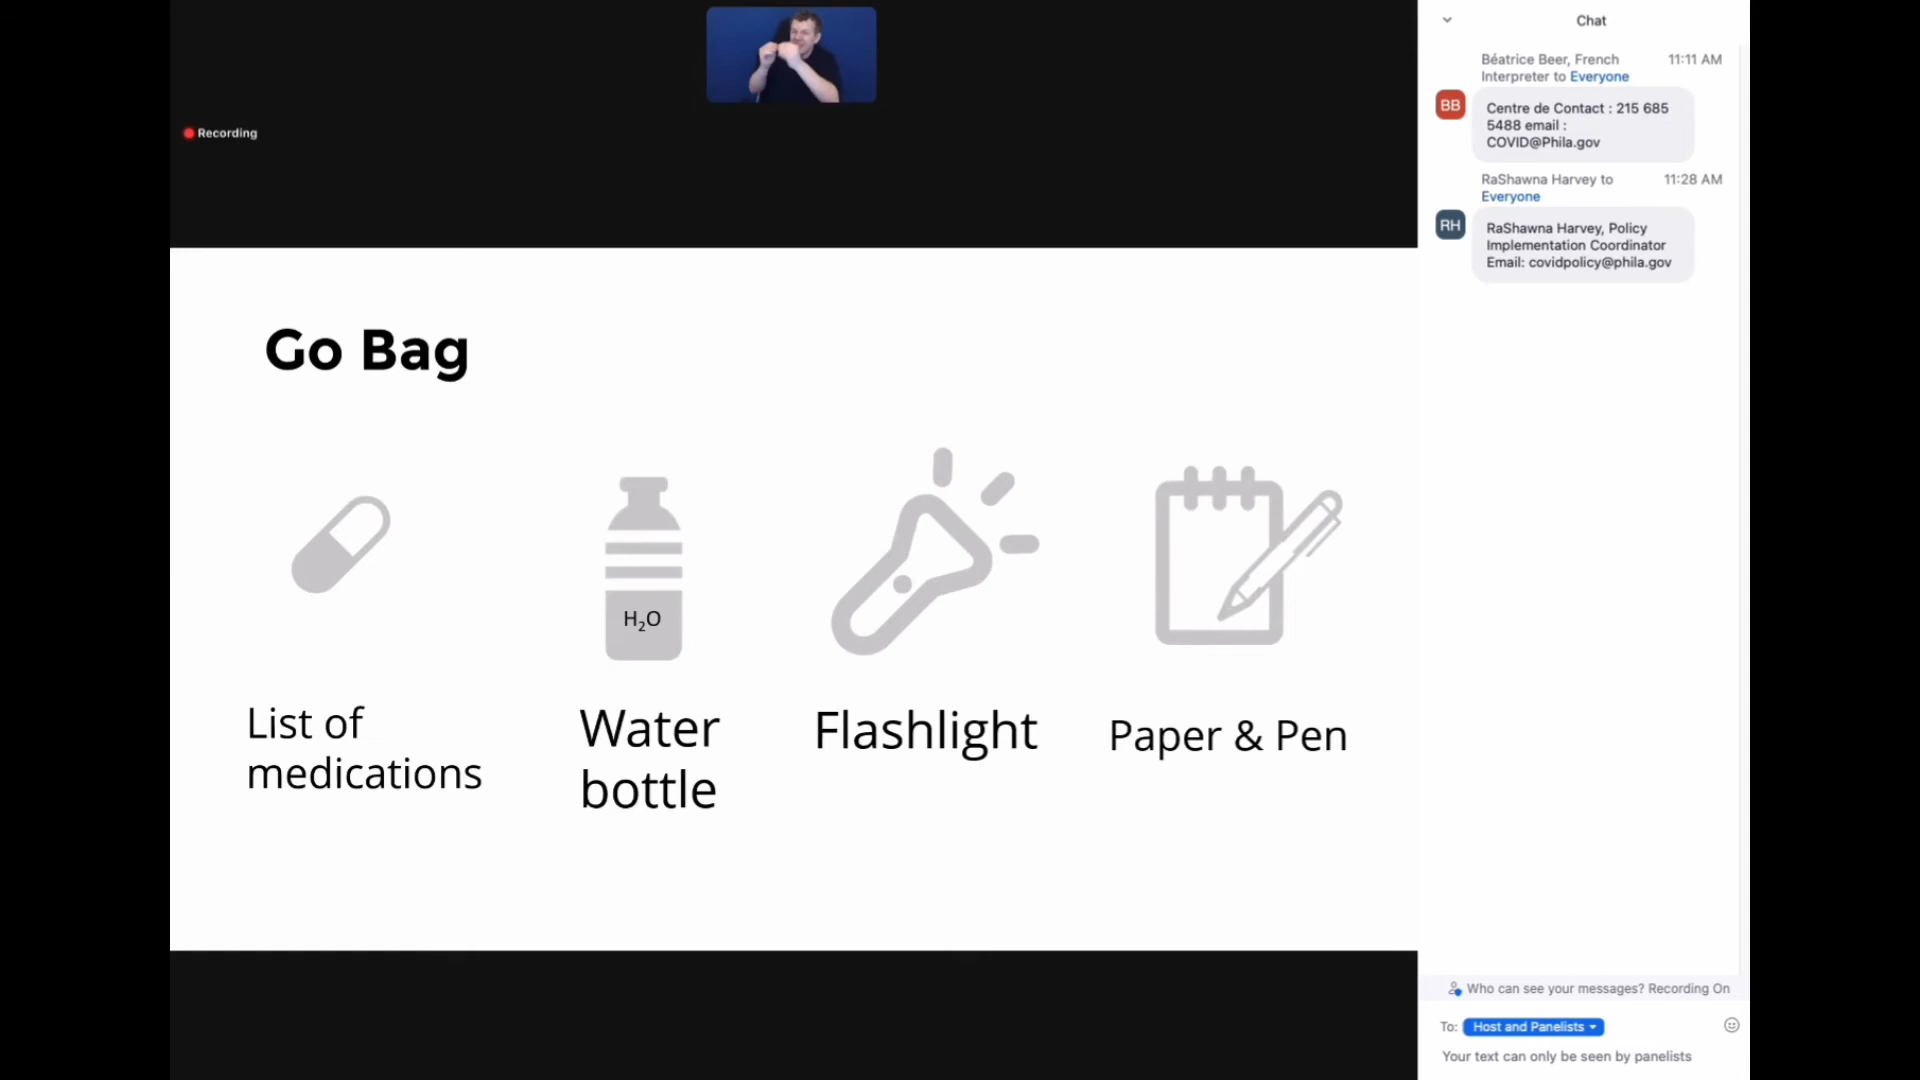 Recording
Go Bag
H₂O
List of
medications
Water
bottle
Flashlight
Paper & Pen
Chat
Béatrice Beer, French
Interpreter to Everyone
11:11 AM
BB
Centre de Contact : 215 685
5488 email :
COVID@Phila.gov
RaShawna Harvey to
Everyone
11:28 AM
RH
RaShawna Harvey, Policy
Implementation Coordinator
Email: covidpolicy@phila.gov
Who can see your messages? Recording On
To: Host and Panelists
Your text can only be seen by panelists